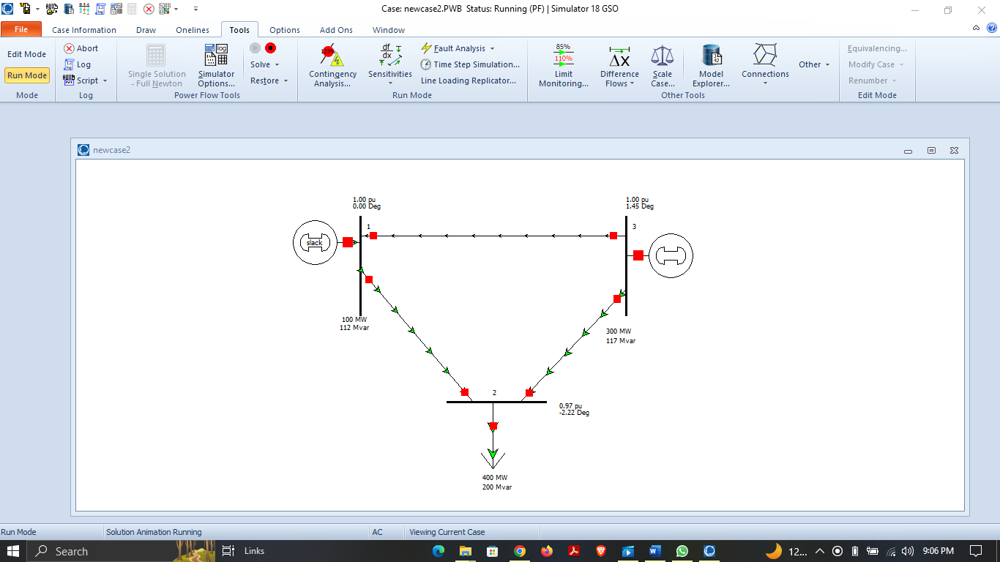 Case: newcase2.PWB  Status: Running (PF) | Simulator 18 GSO
File Case Information Draw Onelines Tools Options Add Ons Window
Edit Mode
Run Mode
Mode
Abort
Log
Script
Log
Single Solution
- Full Newton
Simulator
Options...
Solve
Restore
Power Flow Tools
123%
Contingency
Analysis...
df
dx
Sensitivities
Fault Analysis
Time Step Simulation...
Line Loading Replicator...
Run Mode
85%
110%
Limit
Monitoring...
ΔX
Difference
Flows
Scale
Case...
Model
Explorer...
Connections
Other
Other Tools
Equivalencing...
Modify Case
Renumber
Edit Mode
newcase2
1.00 pu
0.00 Deg
1.00 pu
1.45 Deg
1
3
slack
100 MW
112 Mvar
300 MW
117 Mvar
2
0.97 pu
-2.22 Deg
400 MW
200 Mvar
Run Mode Solution Animation Running AC Viewing Current Case
Search Links 12... 9:06 PM